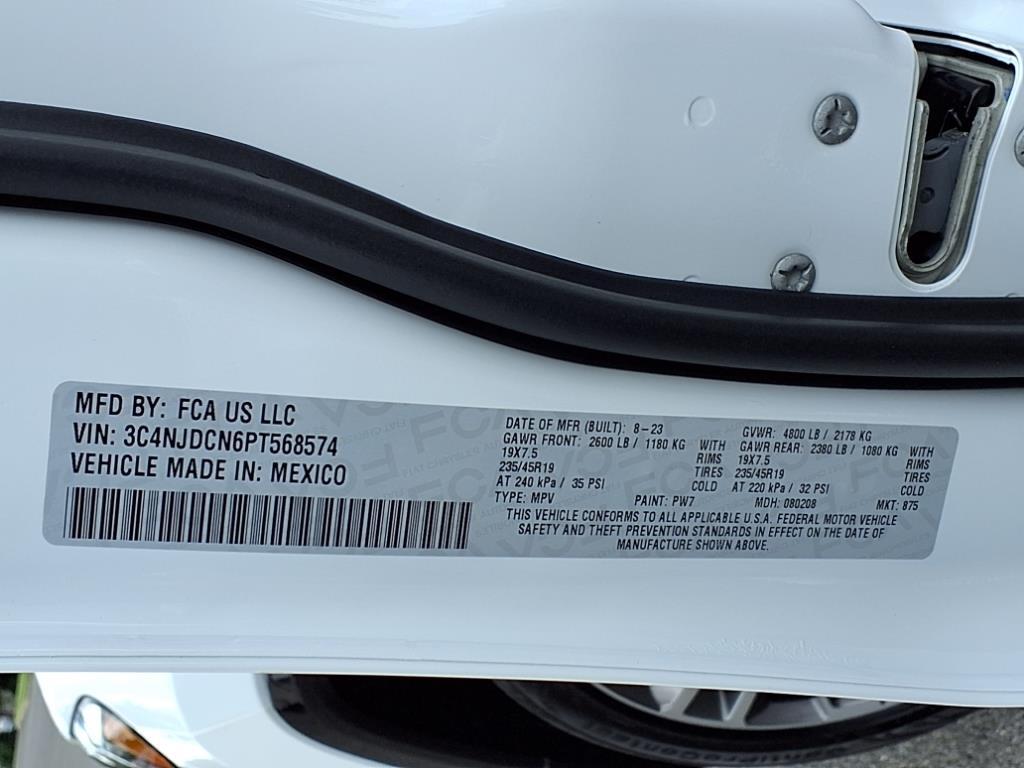 MFD BY: FCA US LLC
VIN: 3C4NJDCN6PT568574
VEHICLE MADE IN: MEXICO
DATE OF MFR (BUILT): 8-23 GVWR: 4800 LB / 2178 KG
GAWR FRONT: 2600 LB / 1180 KG WITH GAWR REAR: 2380 LB / 1080 KG WITH
19X7.5 RIMS 19X7.5 RIMS
235/45R19 TIRES 235/45R19 TIRES
AT 240 kPa / 35 PSI COLD AT 220 kPa / 32 PSI COLD
TYPE: MPV PAINT: PW7 MDH: 080208 MKT: 875
THIS VEHICLE CONFORMS TO ALL APPLICABLE U.S.A. FEDERAL MOTOR VEHICLE
SAFETY AND THEFT PREVENTION STANDARDS IN EFFECT ON THE DATE OF
MANUFACTURE SHOWN ABOVE.